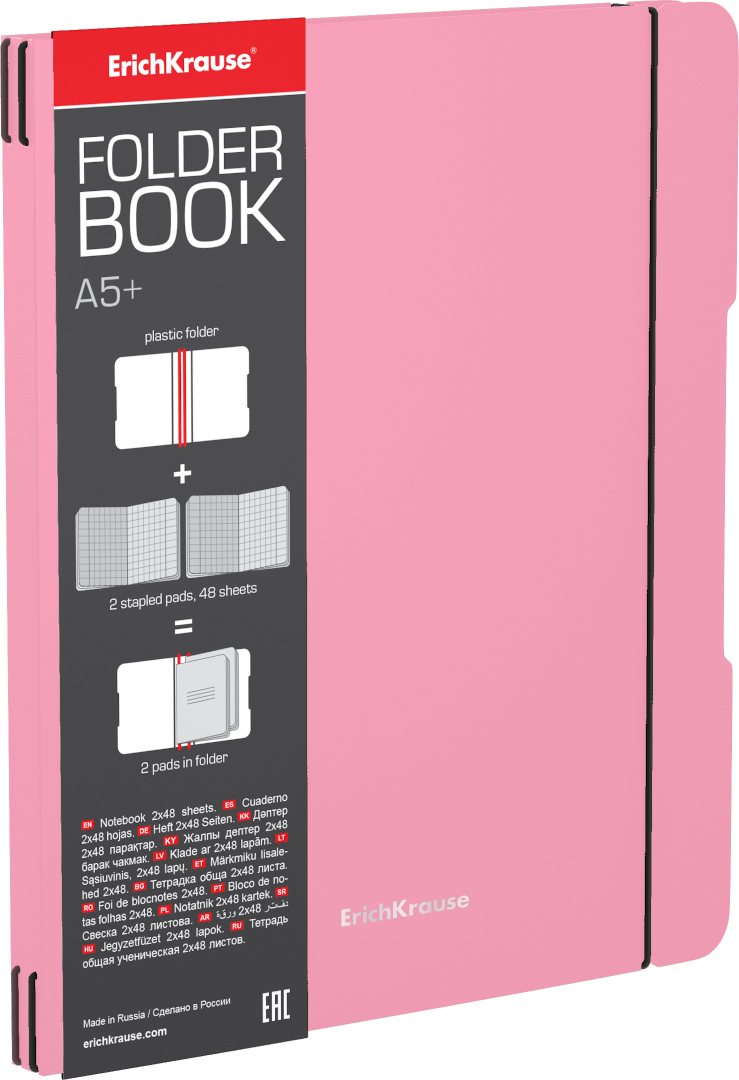 ErichKrause®
FOLDER
BOOK
A5+
plastic folder
+
2 stapled pads, 48 sheets
=
2 pads in folder
EN Notebook 2x48 sheets. ES Cuaderno
2x48 hojas. DE Heft 2x48 Seiten. KK Дәптер
2x48 парақтар. KY Жалпы дептер 2x48
барак чакмак. LV Klade ar 2x48 lapām. LT
Sąsiuvinis, 2x48 lapų. ET Märkmiku lisale-
hed 2x48. BG Тетрадка обща 2x48 листа.
RO Foi de blocnotes 2x48. PT Bloco de no-
tas folhas 2x48. PL Notatnik 2x48 kartek. SR
Свеска 2x48 листова. AR دفتر 2x48 ورقة
HU Jegyzetfüzet 2x48 lapok. RU Тетрадь
общая ученическая 2x48 листов.
Made in Russia / Сделано в России
erichkrause.com
EAC
ErichKrause